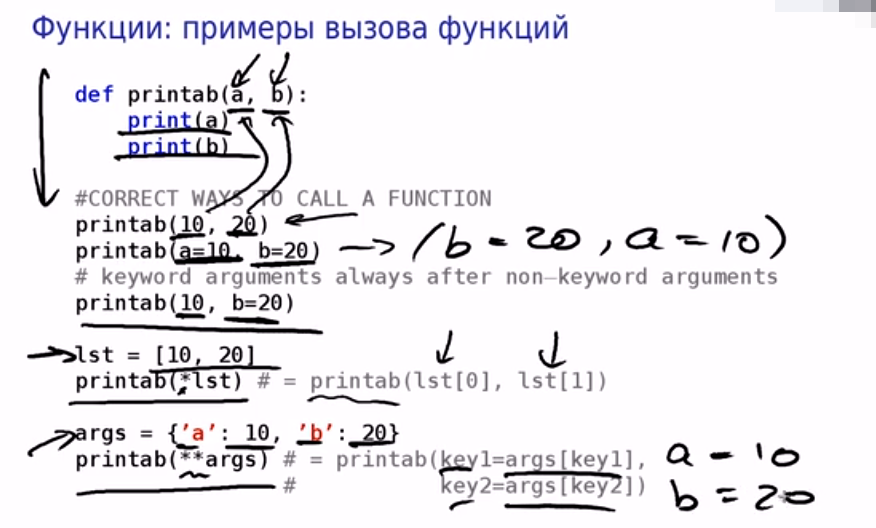 Функции: примеры вызова функций
def printab(a, b):
print(a)
print(b)
#CORRECT WAYS TO CALL A FUNCTION
printab(10, 20)
printab(a=10, b=20) (b = 20, a = 10)
# keyword arguments always after non-keyword arguments
printab(10, b=20)
lst = [10, 20]
printab(*lst) # = printab(lst[0], lst[1])
args = {'a': 10, 'b': 20}
printab(**args) # = printab(key1=args[key1], a = 10
# key2=args[key2]) b = 20